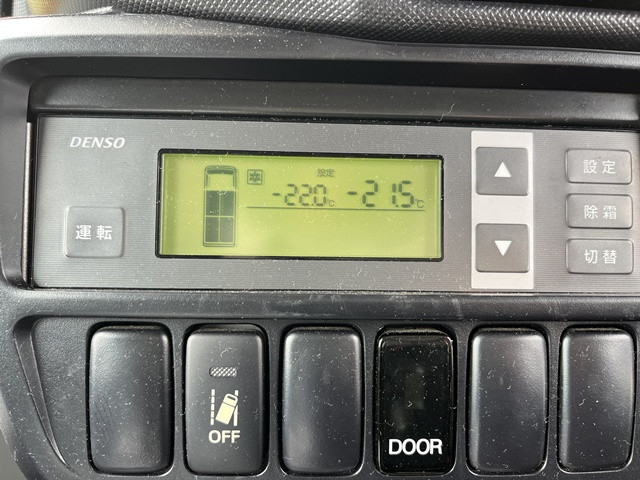 DENSO
設定
-22.0℃ -21.5℃
運転
設定
除霜
切替
OFF
DOOR